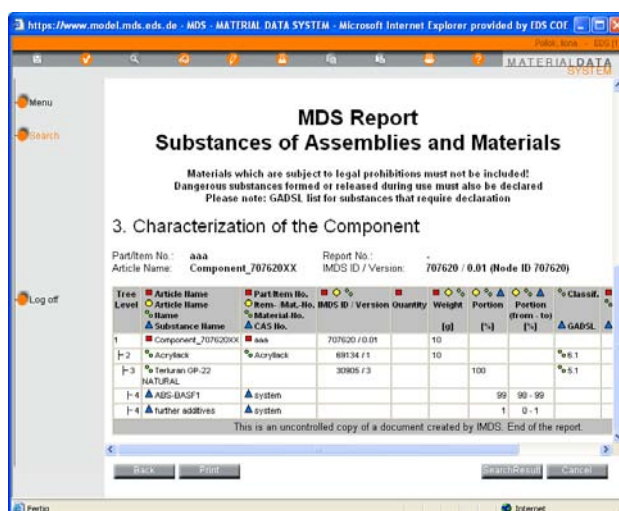 https://www.model.mds.eds.de - MDS - MATERIAL DATA SYSTEM - Microsoft Internet Explorer provided by EDS COE
MATERIALDATA
SYSTEM
Menu
Search
Log off
MDS Report
Substances of Assemblies and Materials
Materials which are subject to legal prohibitions must not be included!
Dangerous substances formed or released during use must also be declared
Please note: GADSL list for substances that require declaration
3. Characterization of the Component
Part/Item No.: aaa Report No.: -
Article Name: Component_707620XX IMDS ID / Version: 707620 / 0.01 (Node ID 707620)
Tree Article Name Part Item No. Classif.
Level Article Name Item- Mat.-No. IMDS ID / Version Quantity Weight Portion Portion
Name Material-No. (from - to)
Substance Name CAS No. [g] [%] [%] GADSL
1 Component_707620XX aaa 707620 / 0.01 10
2 Acryllack Acryllack 69134 / 1 10 6.1
3 Terluran GP-22 30905 / 3 100 5.1
NATURAL
4 ABS-BASF1 system 99 98 - 99
4 further additives system 1 0 - 1
This is an uncontrolled copy of a document created by IMDS. End of the report.
Back Print SearchResult Cancel
Fertig Internet